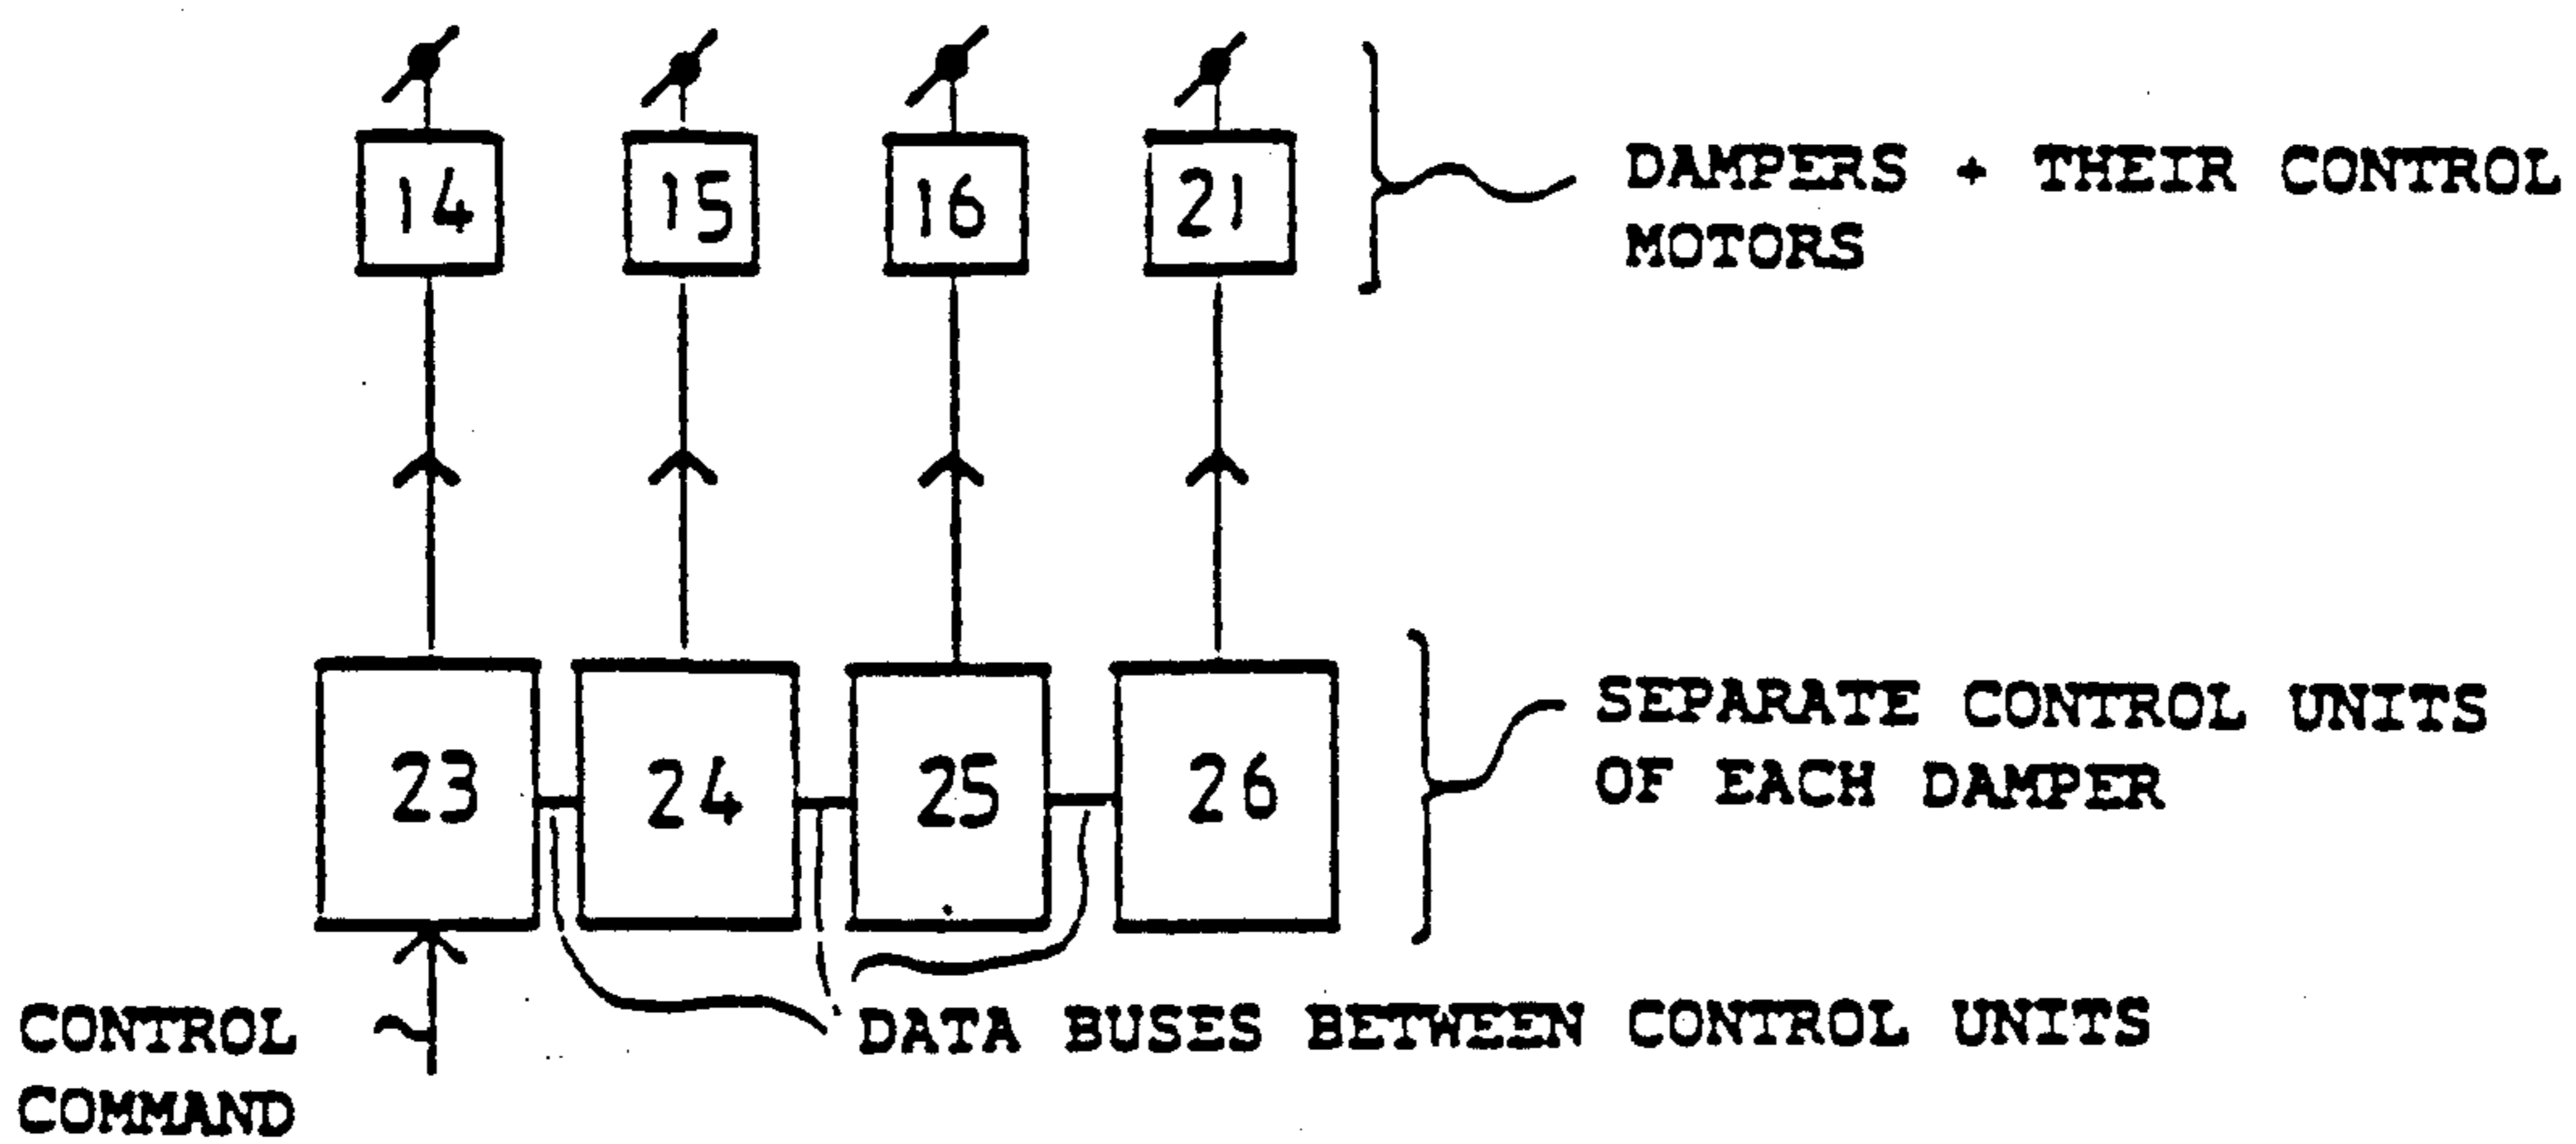 14 15 16 21
DAMPERS + THEIR CONTROL
MOTORS
23 24 25 26
SEPARATE CONTROL UNITS
OF EACH DAMPER
DATA BUSES BETWEEN CONTROL UNITS
CONTROL
COMMAND